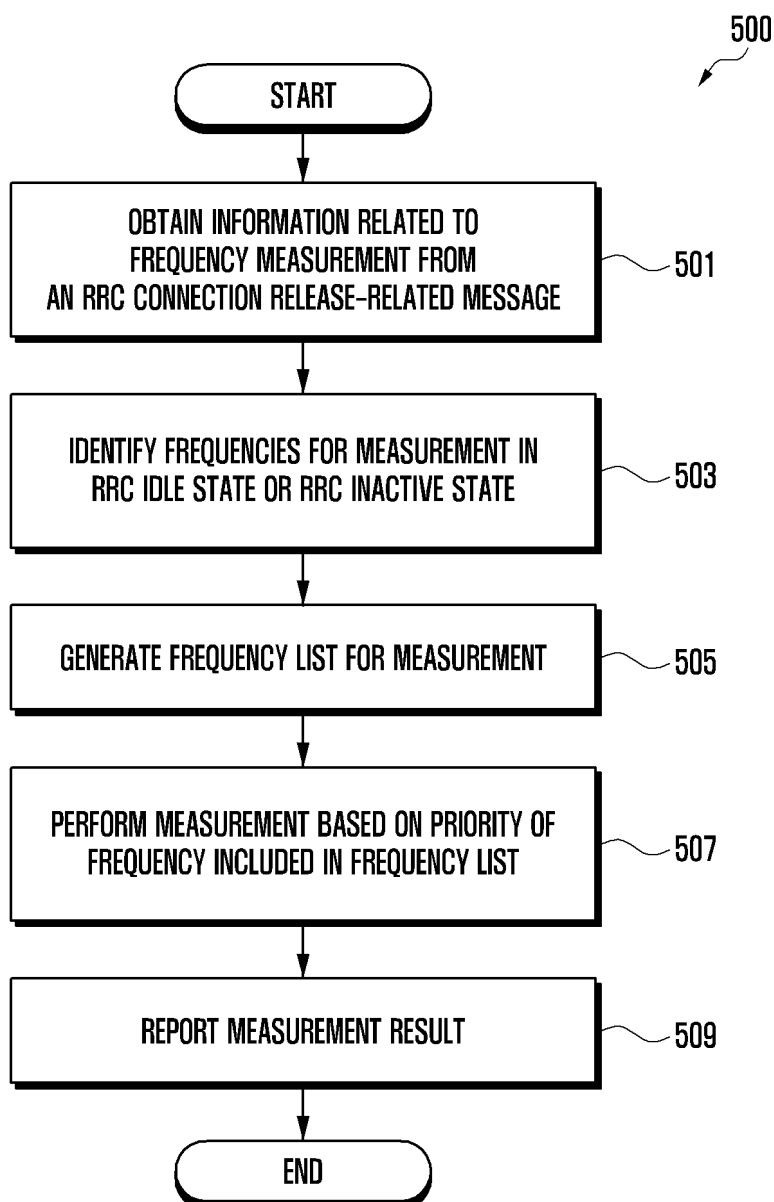 500
START
OBTAIN INFORMATION RELATED TO
FREQUENCY MEASUREMENT FROM
AN RRC CONNECTION RELEASE-RELATED MESSAGE
501
IDENTIFY FREQUENCIES FOR MEASUREMENT IN
RRC IDLE STATE OR RRC INACTIVE STATE
503
GENERATE FREQUENCY LIST FOR MEASUREMENT
505
PERFORM MEASUREMENT BASED ON PRIORITY OF
FREQUENCY INCLUDED IN FREQUENCY LIST
507
REPORT MEASUREMENT RESULT
509
END